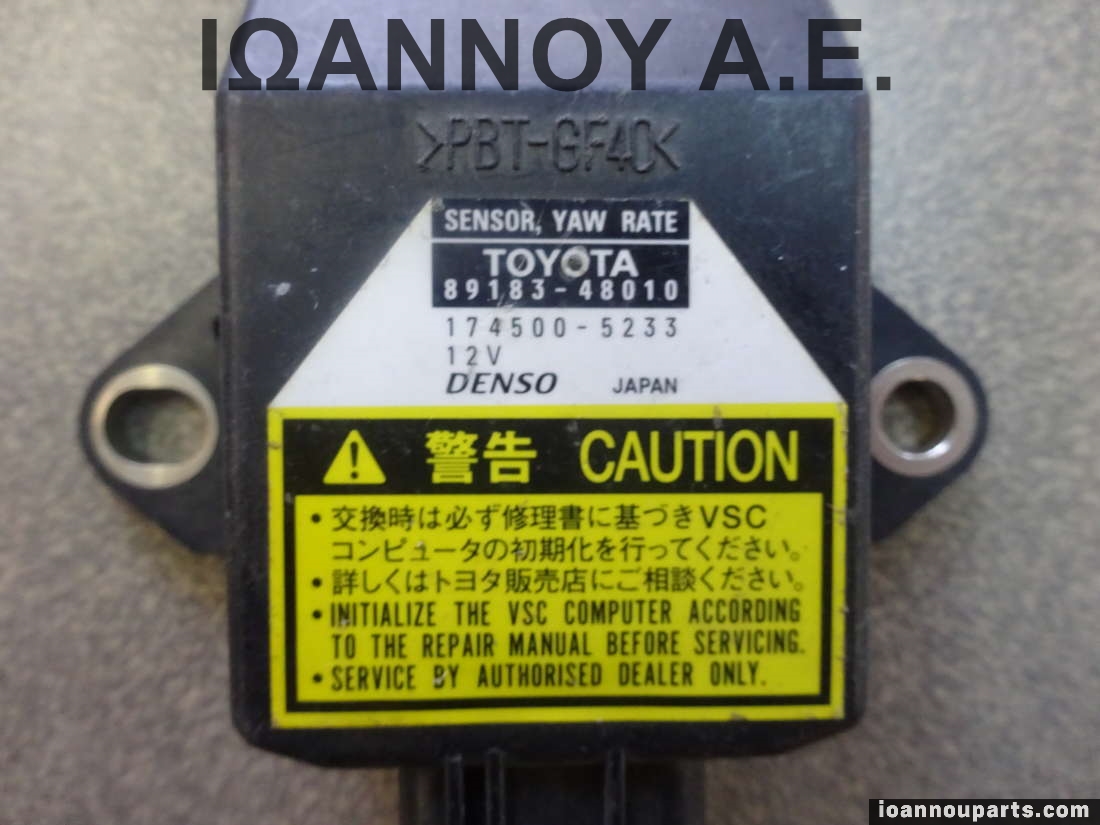 ΙΩΑΝΝΟΥ Α.Ε.
>PBT-GF40<
SENSOR, YAW RATE
TOYOTA
89183-48010
174500-5233
12V
DENSO JAPAN
警告 CAUTION
• 交換時は必ず修理書に基づきVSC
コンピュータの初期化を行ってください。
• 詳しくはトヨタ販売店にご相談ください。
• INITIALIZE THE VSC COMPUTER ACCORDING
TO THE REPAIR MANUAL BEFORE SERVICING.
• SERVICE BY AUTHORISED DEALER ONLY.
ioannouparts.com